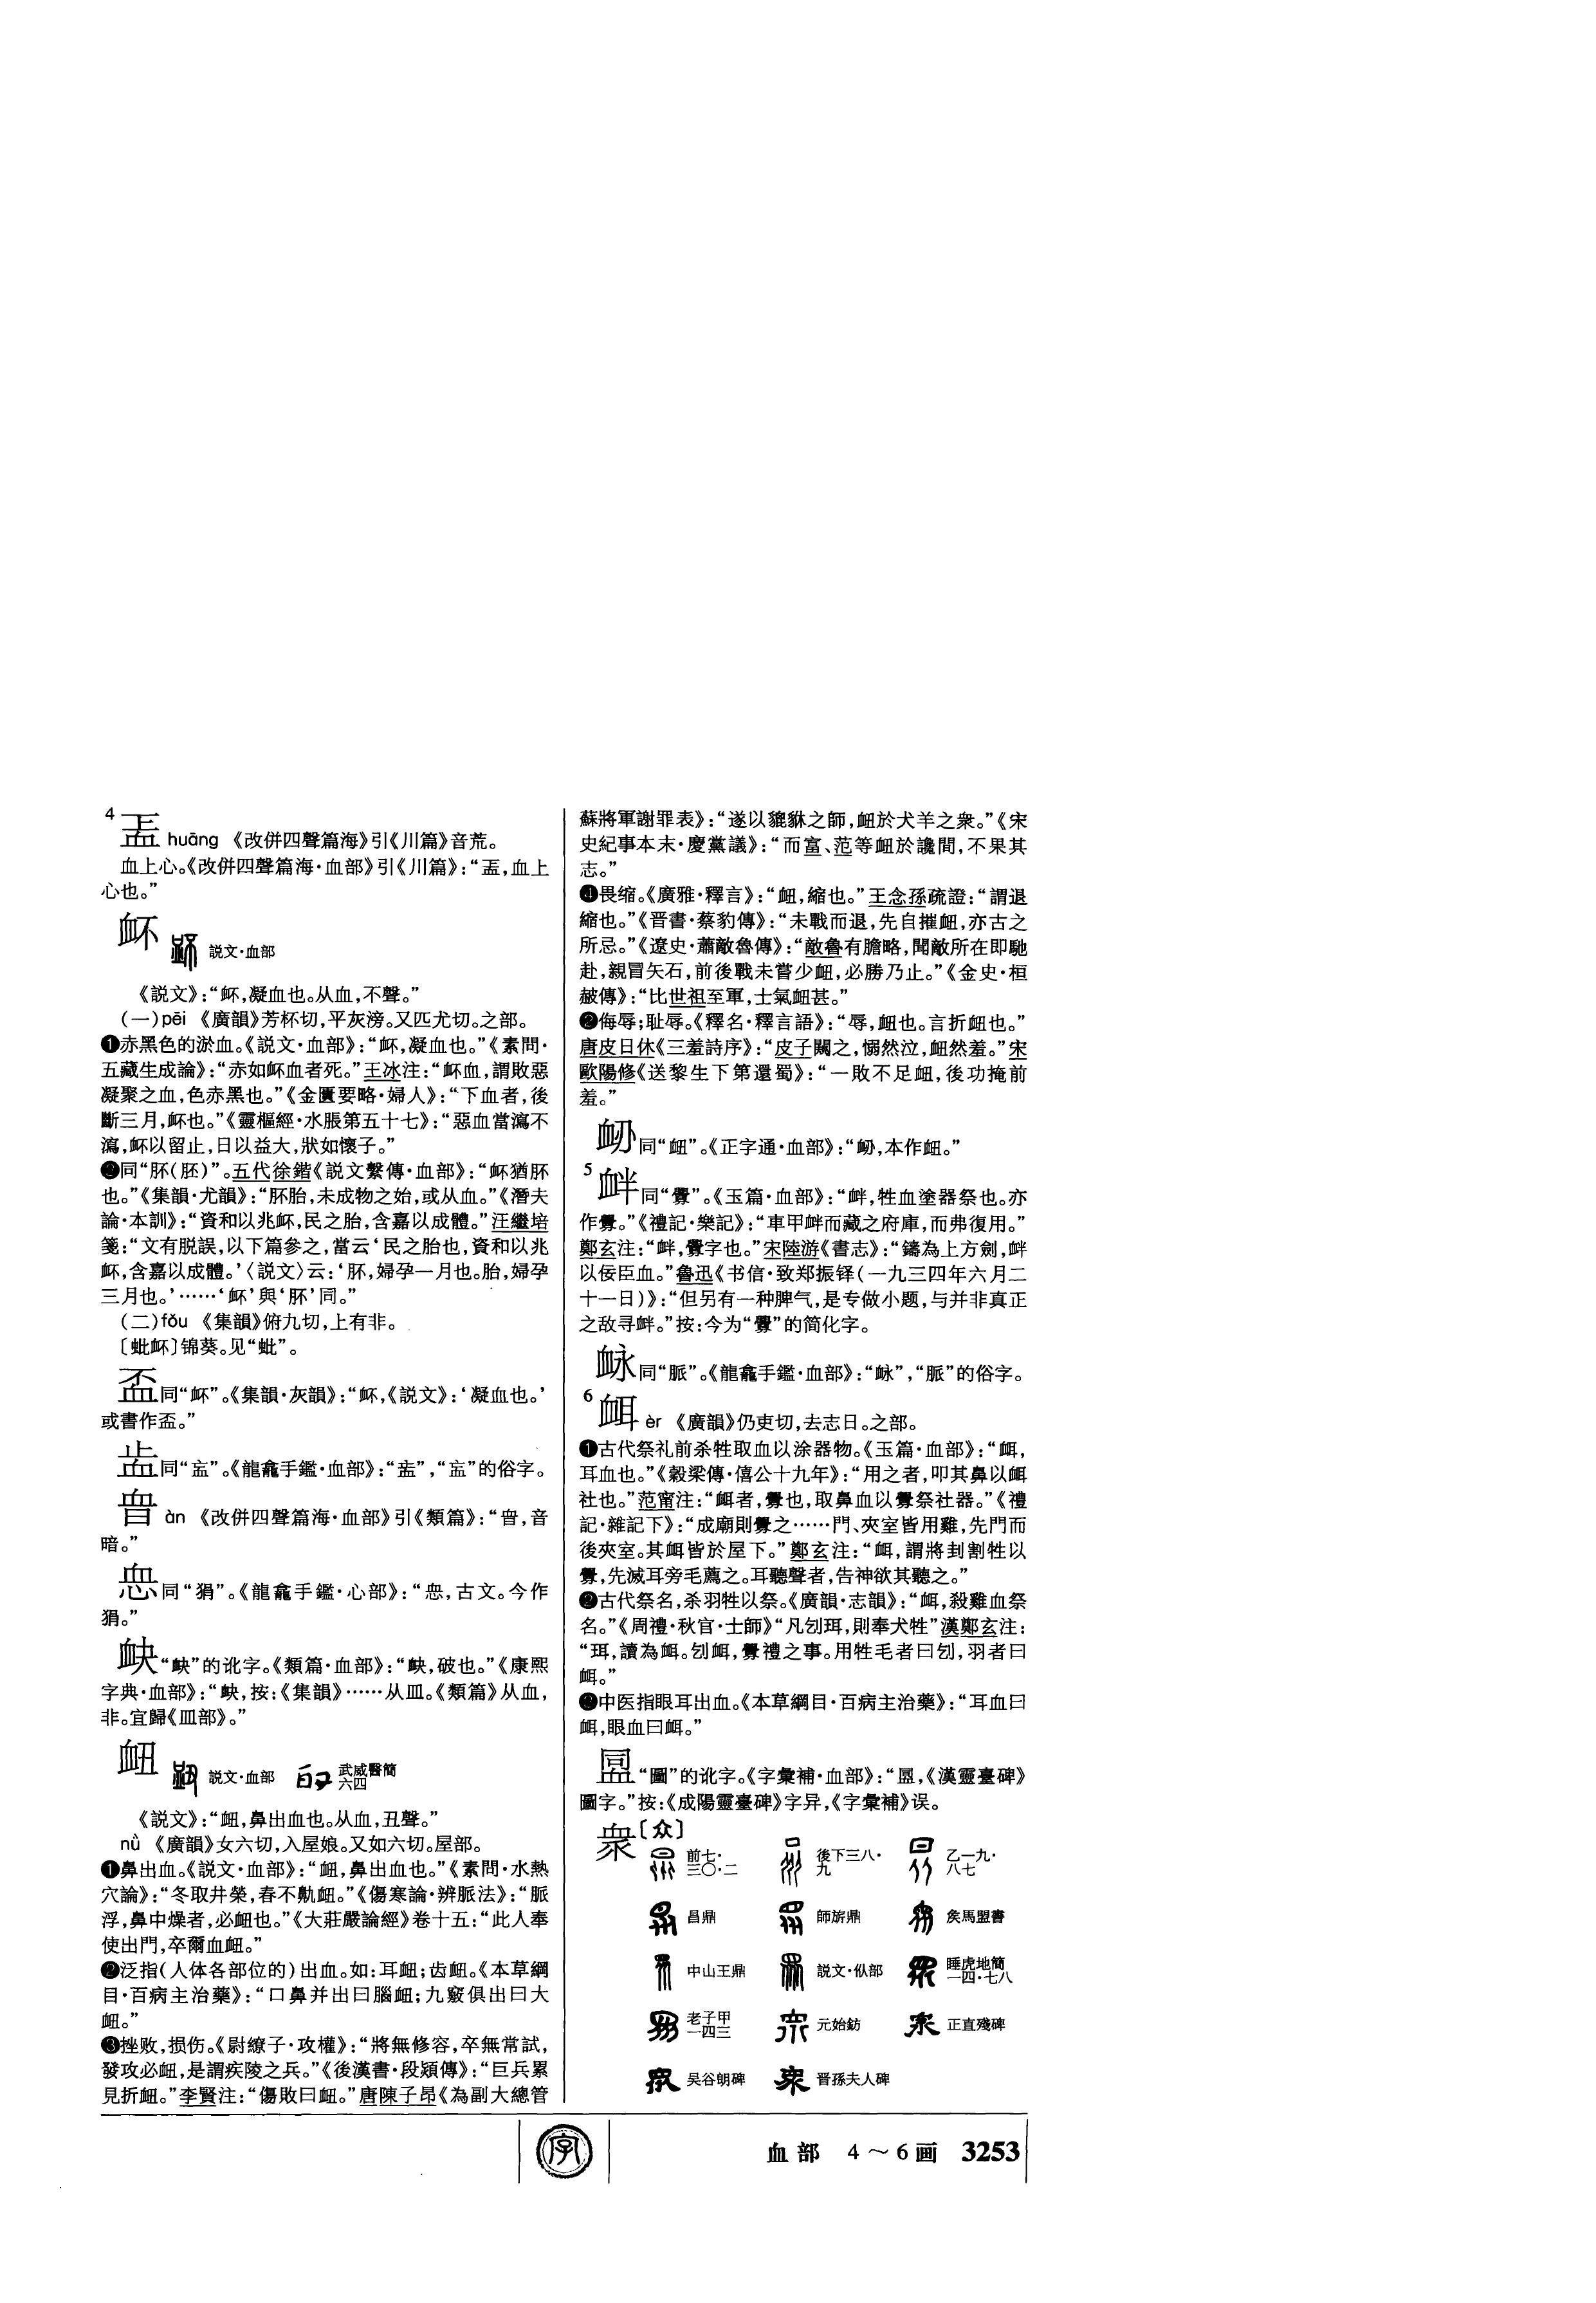 4
衁 huāng 《改併四聲篇海》引《川篇》音荒。
血上心。《改併四聲篇海·血部》引《川篇》：“，血上
心也。”
衃 説文·血部
《説文》：“衃，凝血也。从血，不聲。”
（一）pēi 《廣韻》芳杯切，平灰滂。又匹尤切。之部。
❶赤黑色的淤血。《説文·血部》：“衃，凝血也。”《素問·
五藏生成論》：“赤如衃血者死。”王冰注：“衃血，謂敗惡
凝聚之血，色赤黑也。”《金匱要略·婦人》：“下血者，後
斷三月，衃也。”《靈樞經·水脹第五十七》：“惡血當瀉不
瀉，衃以留止，日以益大，狀如懷子。”
❷同“肧（胚）”。五代徐鍇《説文繫傳·血部》：“衃猶肧
也。”《集韻·尤韻》：“肧胎，未成物之始，或从血。”《潛夫
論·本訓》：“資和以兆衃，民之胎，含嘉以成體。”汪繼培
箋：“文有脱誤，以下篇參之，當云‘民之胎也，資和以兆
衃，含嘉以成體。’〈説文〉云：‘肧，婦孕一月也。胎，婦孕
三月也。’……‘衃’與‘肧’同。”
（二）fǒu 《集韻》俯九切，上有非。
〔蚍衃〕锦葵。见“蚍”。
同“衃”。《集韻·灰韻》：“衃，《説文》：‘凝血也。’
或書作。”
同“衁”。《龍龕手鑑·血部》：“”，“衁”的俗字。
àn 《改併四聲篇海·血部》引《類篇》：“，音
暗。”
同“狷”。《龍龕手鑑·心部》：“，古文。今作
狷。”
“”的讹字。《類篇·血部》：“，破也。”《康熙
字典·血部》：“，按：《集韻》……从皿。《類篇》从血，
非。宜歸《皿部》。”
衄 説文·血部 武威醫簡六四
《説文》：“衄，鼻出血也。从血，丑聲。”
nǜ 《廣韻》女六切，入屋娘。又如六切。屋部。
❶鼻出血。《説文·血部》：“衄，鼻出血也。”《素問·水熱
穴論》：“冬取井榮，春不鼽衄。”《傷寒論·辨脈法》：“脈
浮，鼻中燥者，必衄也。”《大莊嚴論經》卷十五：“此人奉
使出門，卒爾血衄。”
❷泛指（人体各部位的）出血。如：耳衄；齿衄。《本草綱
目·百病主治藥》：“口鼻并出曰腦衄；九竅俱出曰大
衄。”
❸挫败，损伤。《尉繚子·攻權》：“將無修容，卒無常試，
發攻必衄，是謂疾陵之兵。”《後漢書·段熲傳》：“巨兵累
見折衄。”李賢注：“傷敗曰衄。”唐陳子昂《為副大總管
蘇將軍謝罪表》：“遂以貔貅之師，衄於犬羊之衆。”《宋
史紀事本末·慶黨議》：“而富、范等衄於讒間，不果其
志。”
❹畏缩。《廣雅·釋言》：“衄，縮也。”王念孫疏證：“謂退
縮也。”《晋書·蔡豹傳》：“未戰而退，先自摧衄，亦古之
所忌。”《遼史·蕭敵魯傳》：“敵魯有膽略，聞敵所在即馳
赴，親冒矢石，前後戰未嘗少衄，必勝乃止。”《金史·桓
赧傳》：“比世祖至軍，士氣衄甚。”
❷侮辱；耻辱。《釋名·釋言語》：“辱，衄也。言折衄也。”
唐皮日休《三羞詩序》：“皮子闚之，惱然泣，衄然羞。”宋
歐陽修《送黎生下第還蜀》：“一敗不足衄，後功掩前
羞。”
同“衄”。《正字通·血部》：“，本作衄。”
5
衅同“釁”。《玉篇·血部》：“衅，牲血塗器祭也。亦
作釁。”《禮記·樂記》：“車甲衅而藏之府庫，而弗復用。”
鄭玄注：“衅，釁字也。”宋陸游《書志》：“鑄為上方劍，衅
以佞臣血。”魯迅《书信·致郑振铎（一九三四年六月二
十一日）》：“但另有一种脾气，是专做小题，与并非真正
之敌寻衅。”按：今为“釁”的简化字。
同“脈”。《龍龕手鑑·血部》：“”，“脈”的俗字。
6
衈 èr 《廣韻》仍吏切，去志日。之部。
❶古代祭礼前杀牲取血以涂器物。《玉篇·血部》：“衈，
耳血也。”《穀梁傳·僖公十九年》：“用之者，叩其鼻以衈
社也。”范甯注：“衈者，釁也，取鼻血以釁祭社器。”《禮
記·雜記下》：“成廟則釁之……門、夾室皆用雞，先門而
後夾室。其衈皆於屋下。”鄭玄注：“衈，謂將刲割牲以
釁，先滅耳旁毛薦之。耳聽聲者，告神欲其聽之。”
❷古代祭名，杀羽牲以祭。《廣韻·志韻》：“衈，殺雞血祭
名。”《周禮·秋官·士師》“凡刉珥，則奉犬牲”漢鄭玄注：
“珥，讀為衈。刉衈，釁禮之事。用牲毛者曰刉，羽者曰
衈。”
❸中医指眼耳出血。《本草綱目·百病主治藥》：“耳血曰
衈，眼血曰衈。”
“圖”的讹字。《字彙補·血部》：“，《漢靈臺碑》
圖字。”按：《成陽靈臺碑》字异，《字彙補》误。
衆〔众〕 前七·三〇·二 後下三八·九 乙一九·八七
昌鼎 師旂鼎 矦馬盟書
中山王鼎 説文·㐺部 睡虎地簡一四·七八
老子甲一四三 元始鈁 正直殘碑
吴谷朗碑 晋孫夫人碑
字 血部 4～6画 3253